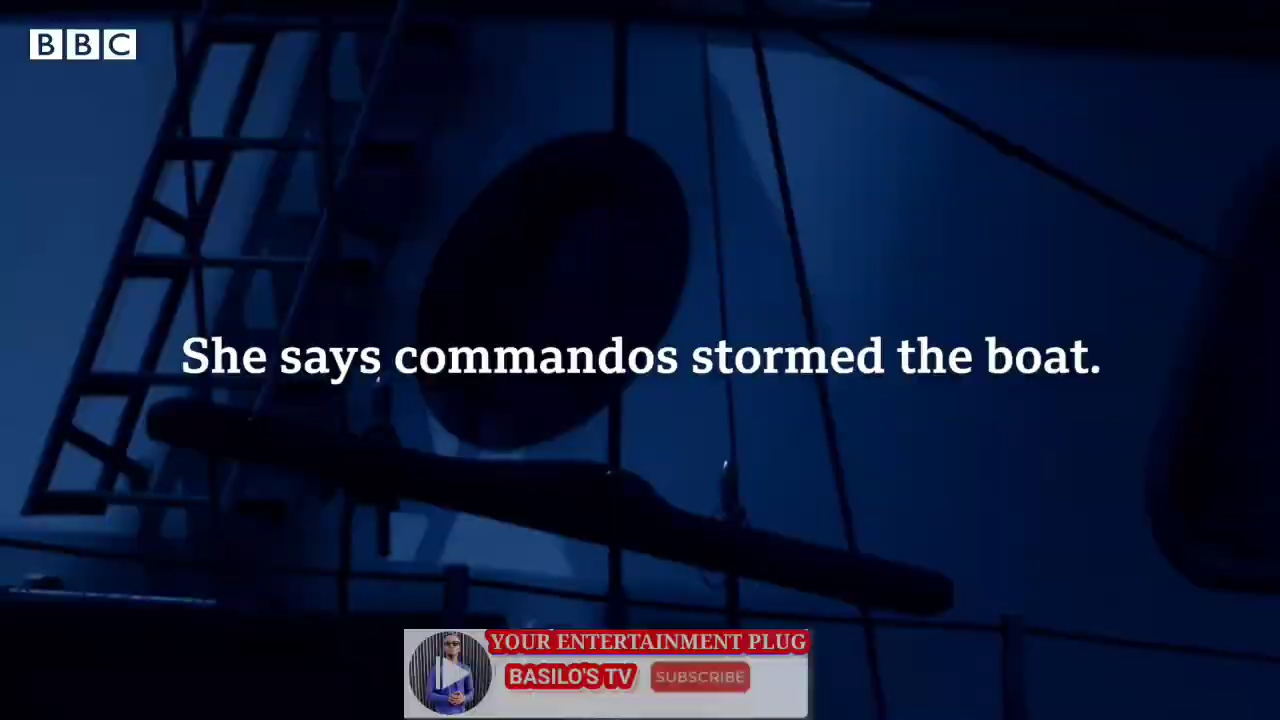 BBC
She says commandos stormed the boat.
YOUR ENTERTAINMENT PLUG
BASILO'S TV
SUBSCRIBE